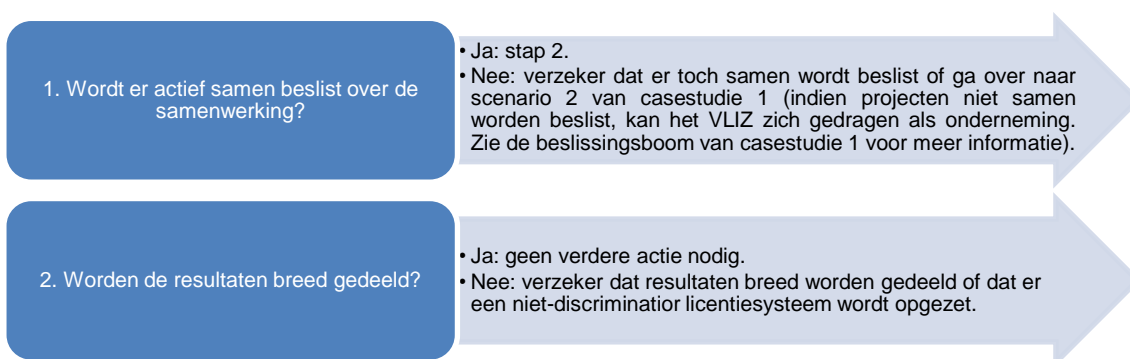 1. Wordt er actief samen beslist over de
samenwerking?
• Ja: stap 2.
• Nee: verzeker dat er toch samen wordt beslist of ga over naar
scenario 2 van casestudie 1 (indien projecten niet samen
worden beslist, kan het VLIZ zich gedragen als onderneming.
Zie de beslissingsboom van casestudie 1 voor meer informatie).
2. Worden de resultaten breed gedeeld?
• Ja: geen verdere actie nodig.
• Nee: verzeker dat resultaten breed worden gedeeld of dat er
een niet-discriminatior licentiesysteem wordt opgezet.